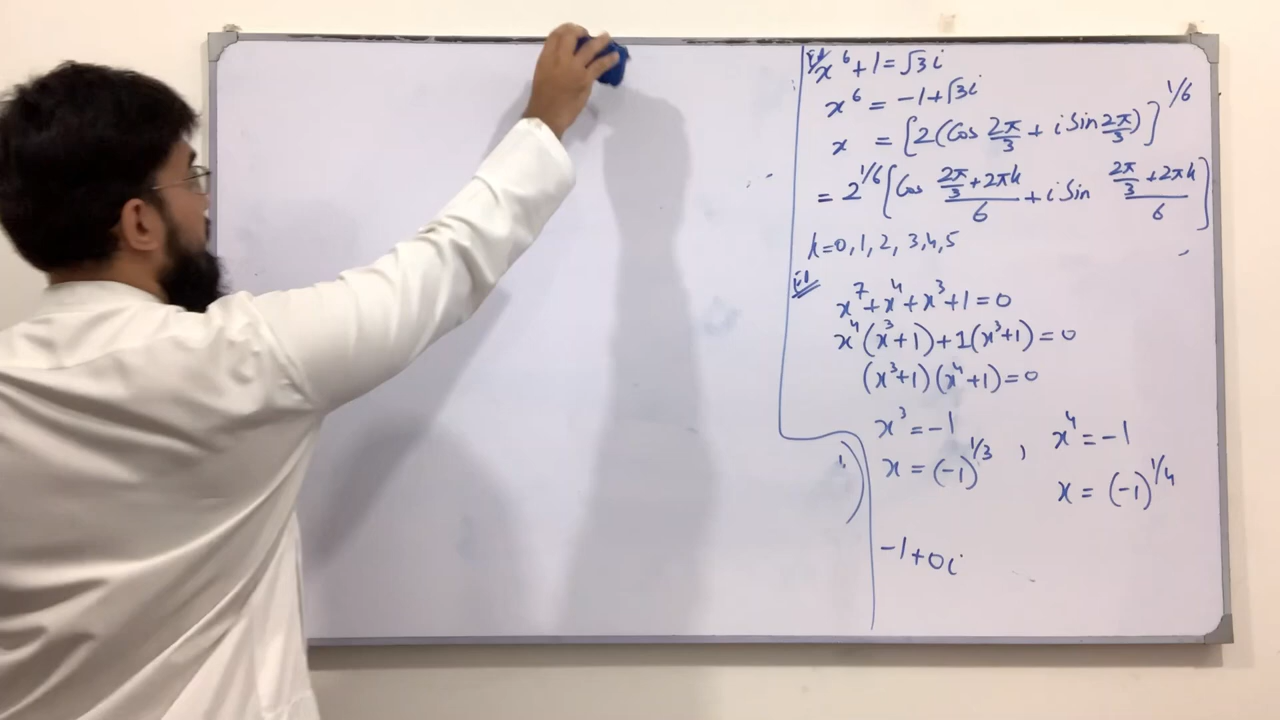 x⁶+1=√3i
x⁶=-1+√3i
x = [2(Cos 2π/3 + i Sin 2π/3)]^1/6
= 2^1/6[Cos (2π/3+2πk)/6 + i Sin (2π/3+2πk)/6]
k=0,1,2,3,4,5
x⁷+x⁴+x³+1=0
x⁴(x³+1)+1(x³+1)=0
(x³+1)(x⁴+1)=0
x³=-1 , x⁴=-1
x=(-1)^1/3 x=(-1)^1/4
-1+0i